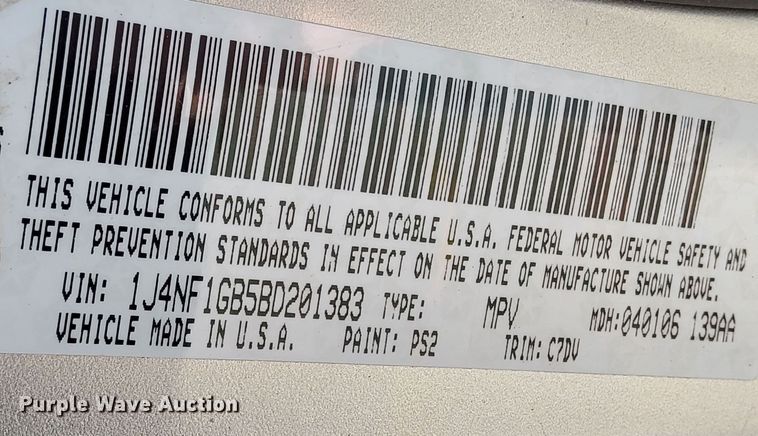 THIS VEHICLE CONFORMS TO ALL APPLICABLE U.S.A. FEDERAL MOTOR VEHICLE SAFETY AND
THEFT PREVENTION STANDARDS IN EFFECT ON THE DATE OF MANUFACTURE SHOWN ABOVE.
VIN: 1J4NF1GB5BD201383 TYPE: MPV MDH:040106 139AA
VEHICLE MADE IN U.S.A. PAINT: PS2 TRIM: C7DV
Purple Wave Auction